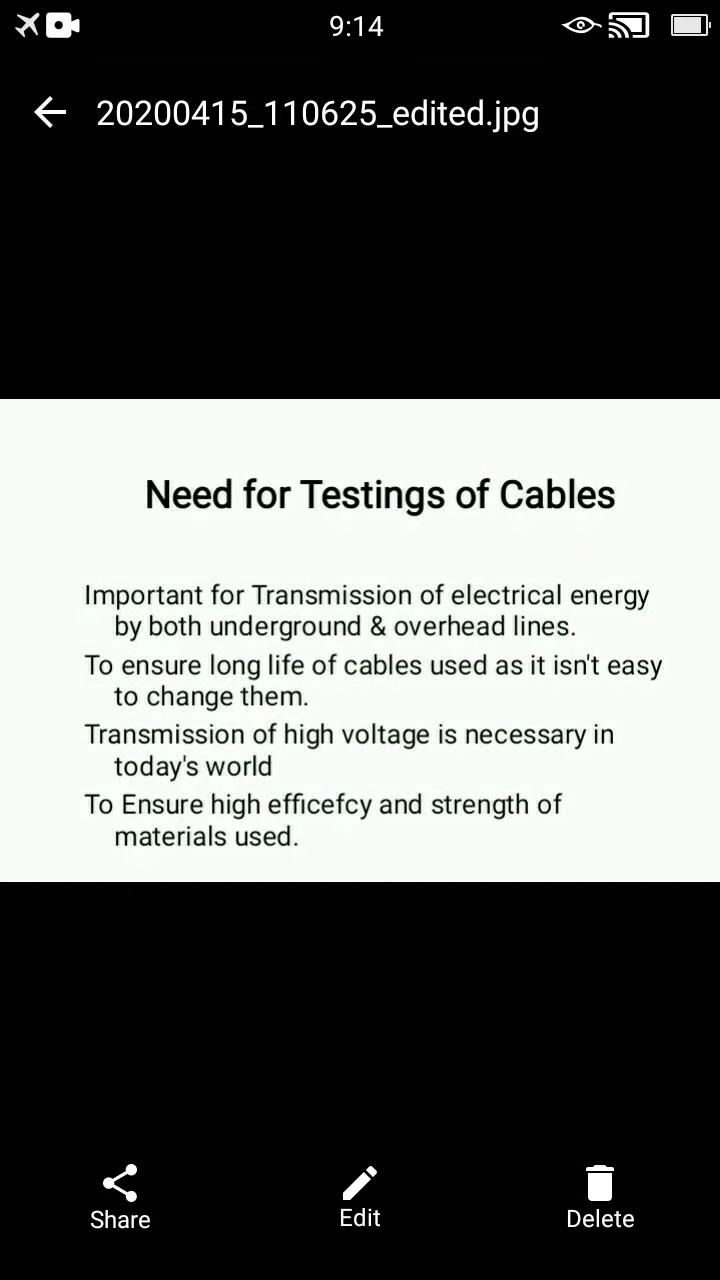 9:14
20200415_110625_edited.jpg
Need for Testings of Cables
Important for Transmission of electrical energy
by both underground & overhead lines.
To ensure long life of cables used as it isn't easy
to change them.
Transmission of high voltage is necessary in
today's world
To Ensure high efficefcy and strength of
materials used.
Share
Edit
Delete